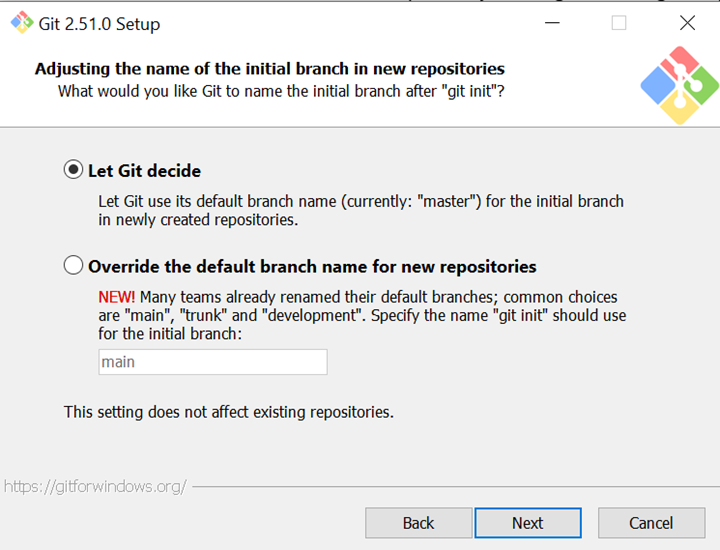 Git 2.51.0 Setup
Adjusting the name of the initial branch in new repositories
What would you like Git to name the initial branch after "git init"?
Let Git decide
Let Git use its default branch name (currently: "master") for the initial branch
in newly created repositories.
Override the default branch name for new repositories
NEW! Many teams already renamed their default branches; common choices
are "main", "trunk" and "development". Specify the name "git init" should use
for the initial branch:
main
This setting does not affect existing repositories.
https://gitforwindows.org/
Back
Next
Cancel